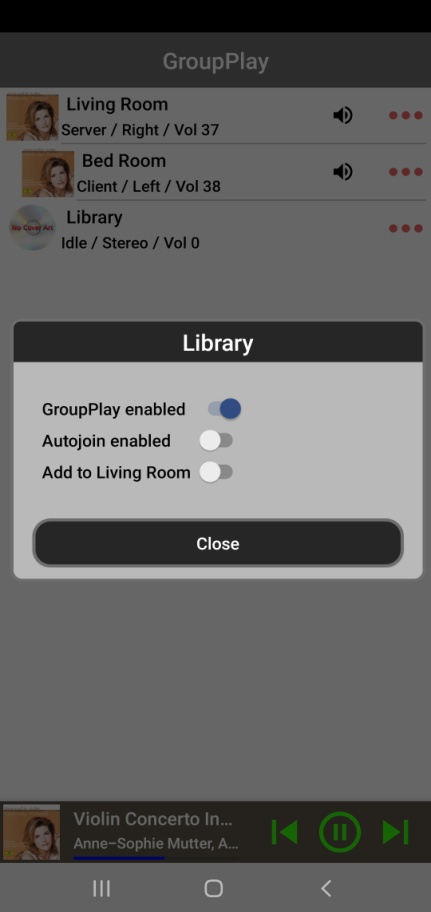 GroupPlay
Living Room
Server / Right / Vol 37
Bed Room
Client / Left / Vol 38
No Cover Art
Library
Idle / Stereo / Vol 0
Library
GroupPlay enabled
Autojoin enabled
Add to Living Room
Close
Violin Concerto In...
Anne-Sophie Mutter, A...